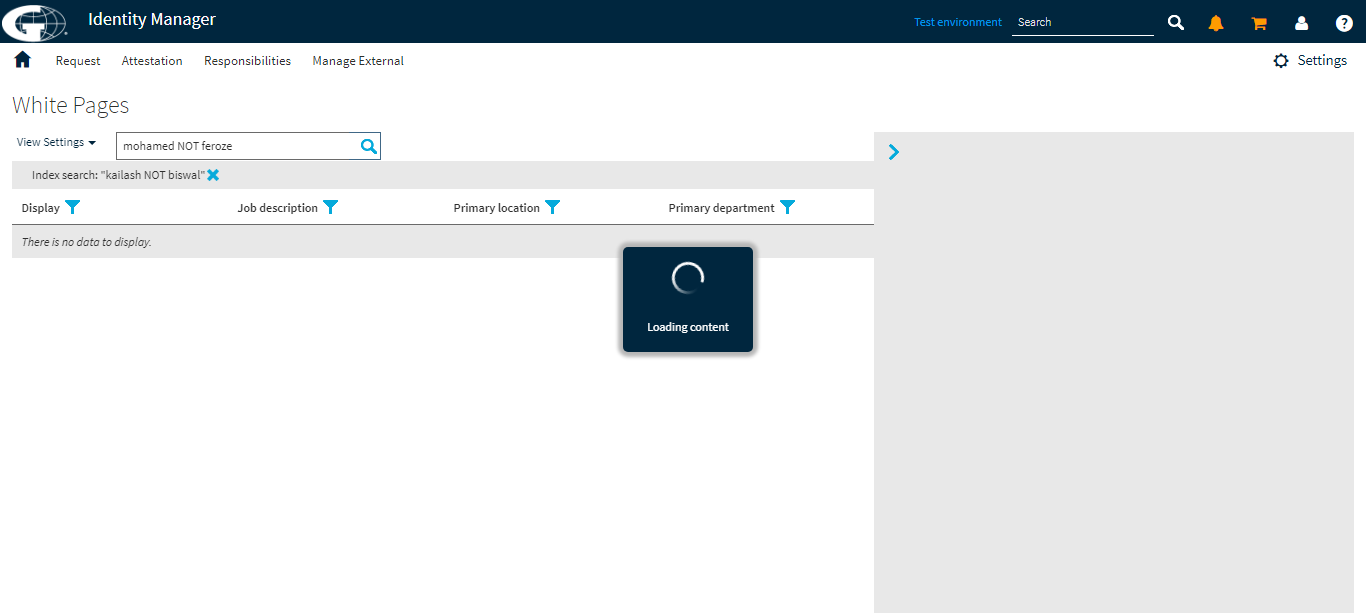 Identity Manager
Test environment
Search
Request Attestation Responsibilities Manage External
Settings
White Pages
View Settings
mohamed NOT feroze
Index search: "kailash NOT biswal"
Display Job description Primary location Primary department
There is no data to display.
Loading content